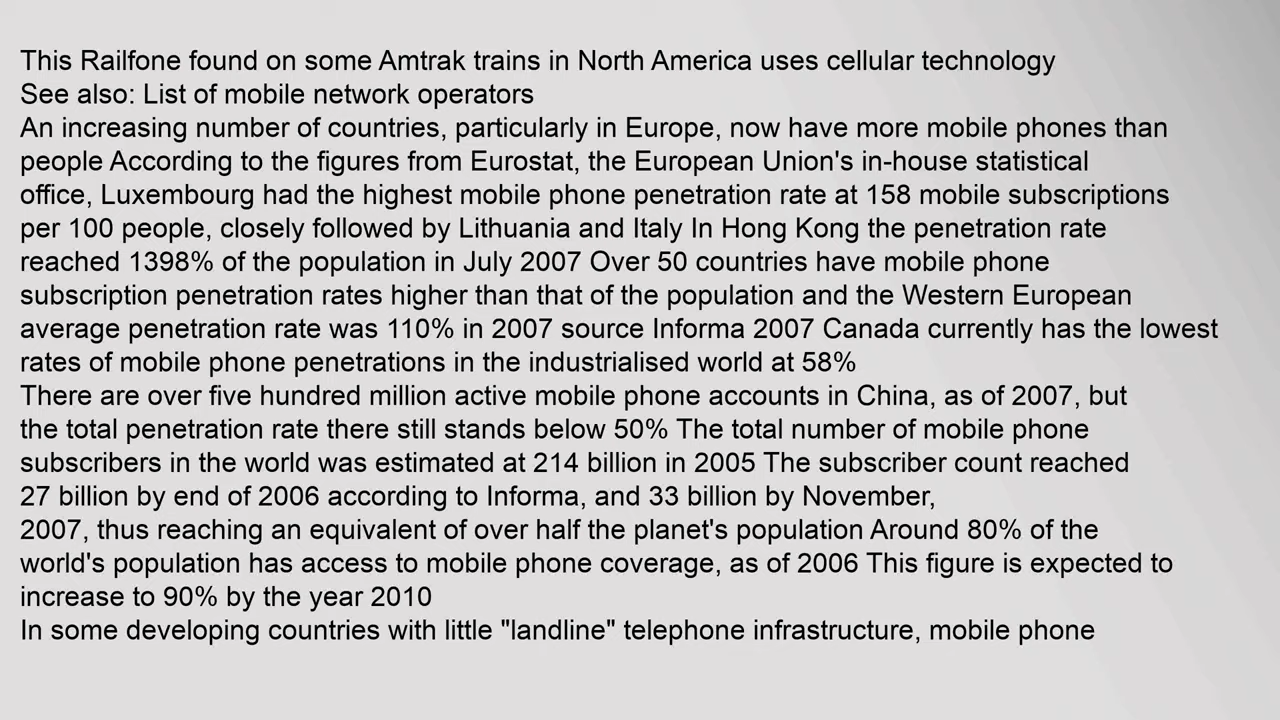 This Railfone found on some Amtrak trains in North America uses cellular technology
See also: List of mobile network operators
An increasing number of countries, particularly in Europe, now have more mobile phones than
people According to the figures from Eurostat, the European Union's in-house statistical
office, Luxembourg had the highest mobile phone penetration rate at 158 mobile subscriptions
per 100 people, closely followed by Lithuania and Italy In Hong Kong the penetration rate
reached 1398% of the population in July 2007 Over 50 countries have mobile phone
subscription penetration rates higher than that of the population and the Western European
average penetration rate was 110% in 2007 source Informa 2007 Canada currently has the lowest
rates of mobile phone penetrations in the industrialised world at 58%
There are over five hundred million active mobile phone accounts in China, as of 2007, but
the total penetration rate there still stands below 50% The total number of mobile phone
subscribers in the world was estimated at 214 billion in 2005 The subscriber count reached
27 billion by end of 2006 according to Informa, and 33 billion by November,
2007, thus reaching an equivalent of over half the planet's population Around 80% of the
world's population has access to mobile phone coverage, as of 2006 This figure is expected to
increase to 90% by the year 2010
In some developing countries with little "landline" telephone infrastructure, mobile phone